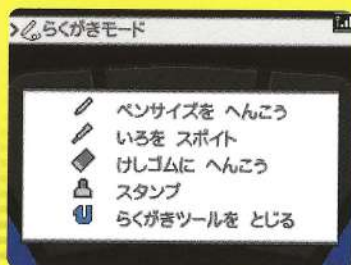 らくがきモード
ペンサイズを へんこう
いろを スポイト
けしゴムに へんこう
スタンプ
らくがきツールを とじる